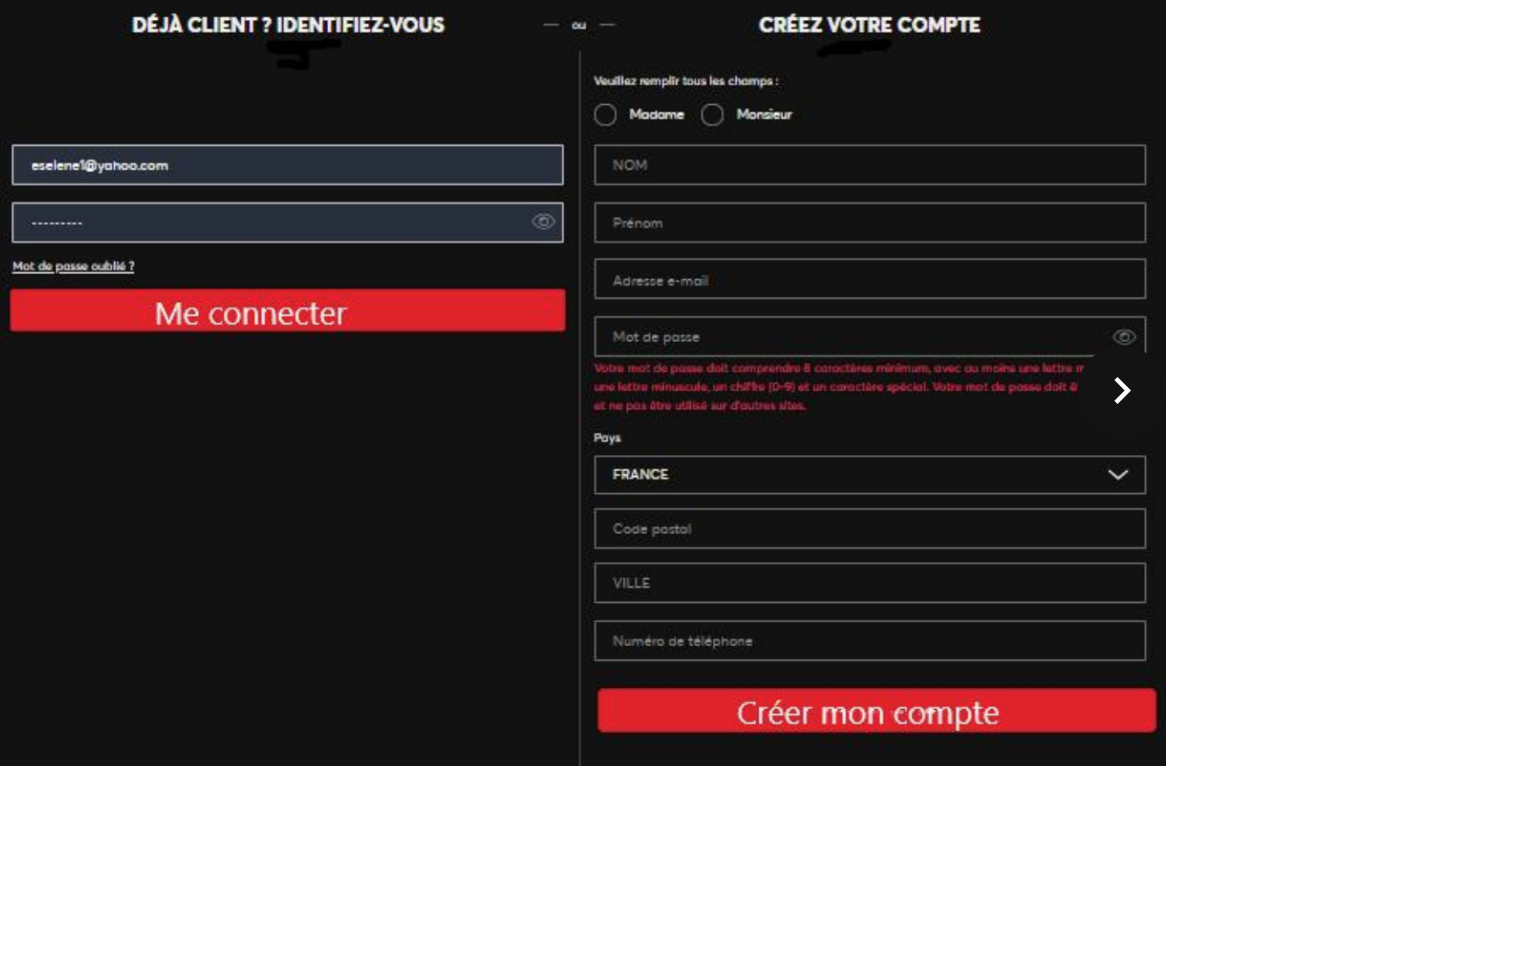 DÉJÀ CLIENT ? IDENTIFIEZ-VOUS
eselene1@yahoo.com
---------
Mot de passe oublié ?
Me connecter
ou
CRÉEZ VOTRE COMPTE
Veuillez remplir tous les champs :
Madame Monsieur
NOM
Prénom
Adresse e-mail
Mot de passe
Votre mot de passe doit comprendre 8 caractères minimum, avec au moins une lettre
une lettre minuscule, un chiffre (0-9) et un caractère spécial. Votre mot de passe doit
et ne pas être utilisé sur d'autres sites.
Pays
FRANCE
Code postal
VILLE
Numéro de téléphone
Créer mon compte